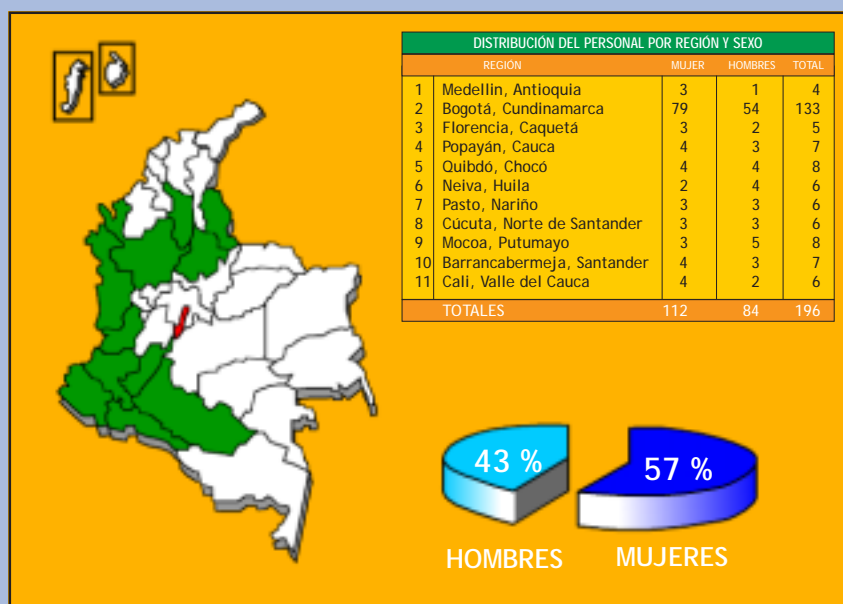 DISTRIBUCIÓN DEL PERSONAL POR REGIÓN Y SEXO
REGIÓN MUJER HOMBRES TOTAL
1 Medellin, Antioquia 3 1 4
2 Bogotá, Cundinamarca 79 54 133
3 Florencia, Caquetá 3 2 5
4 Popayán, Cauca 4 3 7
5 Quibdó, Chocó 4 4 8
6 Neiva, Huila 2 4 6
7 Pasto, Nariño 3 3 6
8 Cúcuta, Norte de Santander 3 3 6
9 Mocoa, Putumayo 3 5 8
10 Barrancabermeja, Santander 4 3 7
11 Cali, Valle del Cauca 4 2 6
TOTALES 112 84 196
43 % 57 %
HOMBRES MUJERES